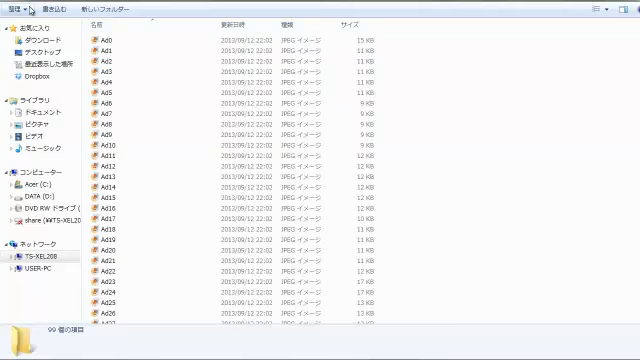 整理 書き込む 新しいフォルダー
名前 更新日時 種類 サイズ
お気に入り
ダウンロード
デスクトップ
最近表示した場所
Dropbox
ライブラリ
ドキュメント
ピクチャ
ビデオ
ミュージック
コンピューター
Acer (C:)
DATA (D:)
DVD RW ドライブ (
share (¥¥TS-XEL20
ネットワーク
TS-XEL208
USER-PC
Ad0 2013/09/12 22:02 JPEG イメージ 15 KB
Ad1 2013/09/12 22:02 JPEG イメージ 11 KB
Ad2 2013/09/12 22:02 JPEG イメージ 11 KB
Ad3 2013/09/12 22:02 JPEG イメージ 11 KB
Ad4 2013/09/12 22:02 JPEG イメージ 11 KB
Ad5 2013/09/12 22:02 JPEG イメージ 11 KB
Ad6 2013/09/12 22:02 JPEG イメージ 9 KB
Ad7 2013/09/12 22:02 JPEG イメージ 9 KB
Ad8 2013/09/12 22:02 JPEG イメージ 9 KB
Ad9 2013/09/12 22:02 JPEG イメージ 9 KB
Ad10 2013/09/12 22:02 JPEG イメージ 9 KB
Ad11 2013/09/12 22:02 JPEG イメージ 12 KB
Ad12 2013/09/12 22:02 JPEG イメージ 12 KB
Ad13 2013/09/12 22:02 JPEG イメージ 12 KB
Ad14 2013/09/12 22:02 JPEG イメージ 12 KB
Ad15 2013/09/12 22:02 JPEG イメージ 12 KB
Ad16 2013/09/12 22:02 JPEG イメージ 12 KB
Ad17 2013/09/12 22:02 JPEG イメージ 10 KB
Ad18 2013/09/12 22:02 JPEG イメージ 11 KB
Ad19 2013/09/12 22:02 JPEG イメージ 11 KB
Ad20 2013/09/12 22:02 JPEG イメージ 11 KB
Ad21 2013/09/12 22:02 JPEG イメージ 11 KB
Ad22 2013/09/12 22:02 JPEG イメージ 12 KB
Ad23 2013/09/12 22:02 JPEG イメージ 17 KB
Ad24 2013/09/12 22:02 JPEG イメージ 12 KB
Ad25 2013/09/12 22:02 JPEG イメージ 13 KB
Ad26 2013/09/12 22:02 JPEG イメージ 13 KB
99 個の項目